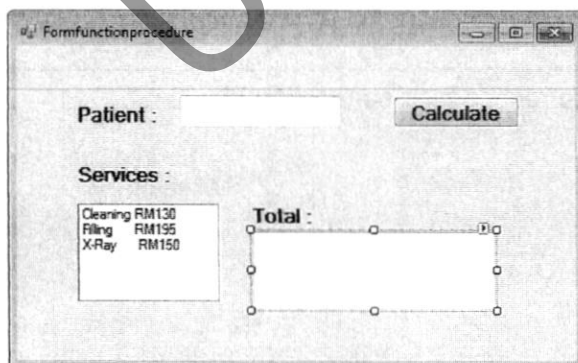 Formfunctionprocedure
Patient :
Calculate
Services :
Cleaning RM130
Filling RM195
X-Ray RM150
Total :